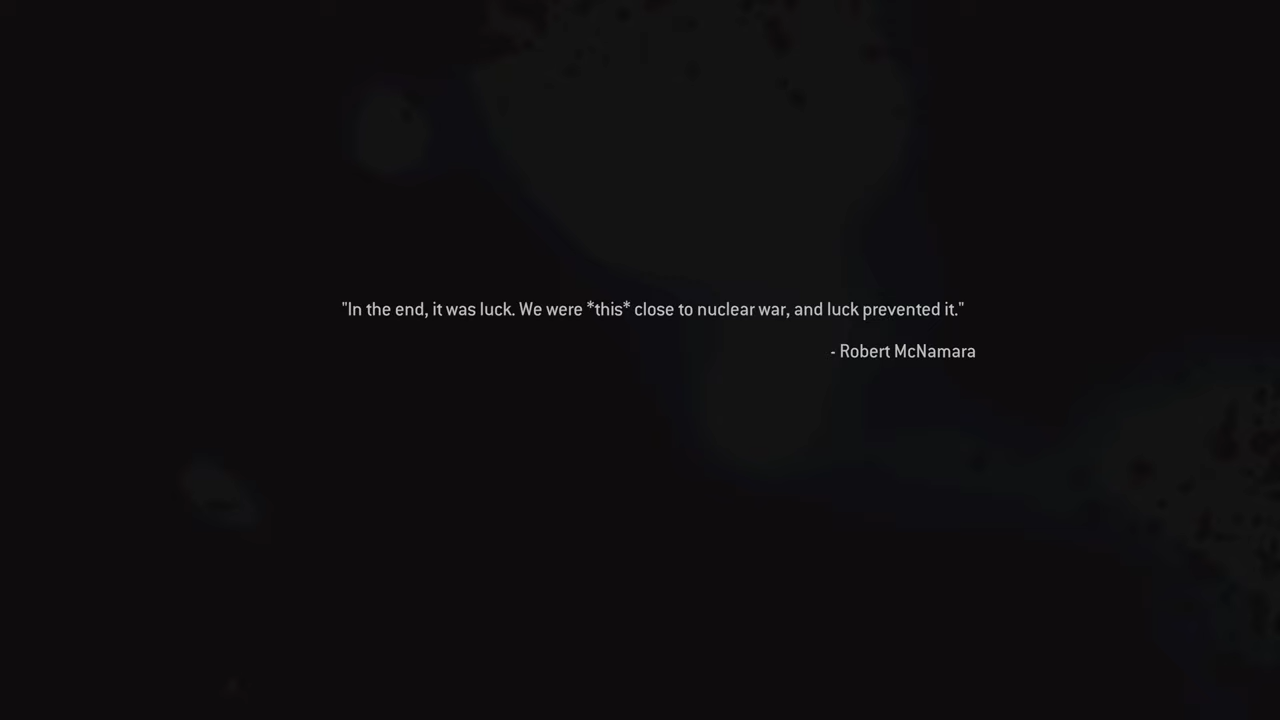 "In the end, it was luck. We were *this* close to nuclear war, and luck prevented it."
- Robert McNamara